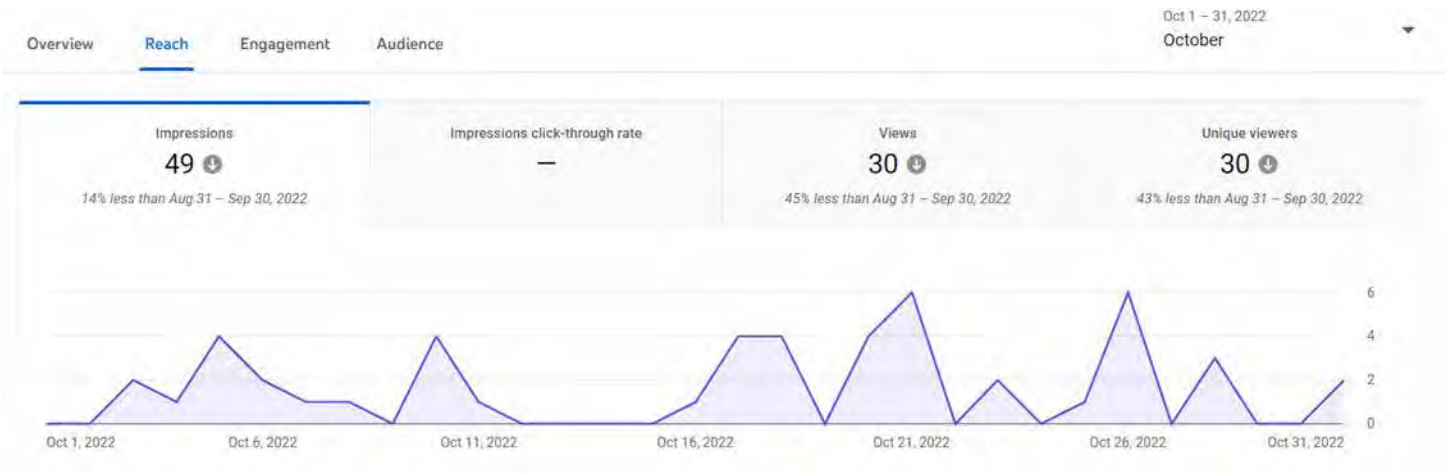 Oct 1 – 31, 2022
Overview Reach Engagement Audience October
Impressions Impressions click-through rate Views Unique viewers
49 — 30 30
14% less than Aug 31 – Sep 30, 2022 45% less than Aug 31 – Sep 30, 2022 43% less than Aug 31 – Sep 30, 2022
6
4
2
0
Oct 1, 2022 Oct 6, 2022 Oct 11, 2022 Oct 16, 2022 Oct 21, 2022 Oct 26, 2022 Oct 31, 2022